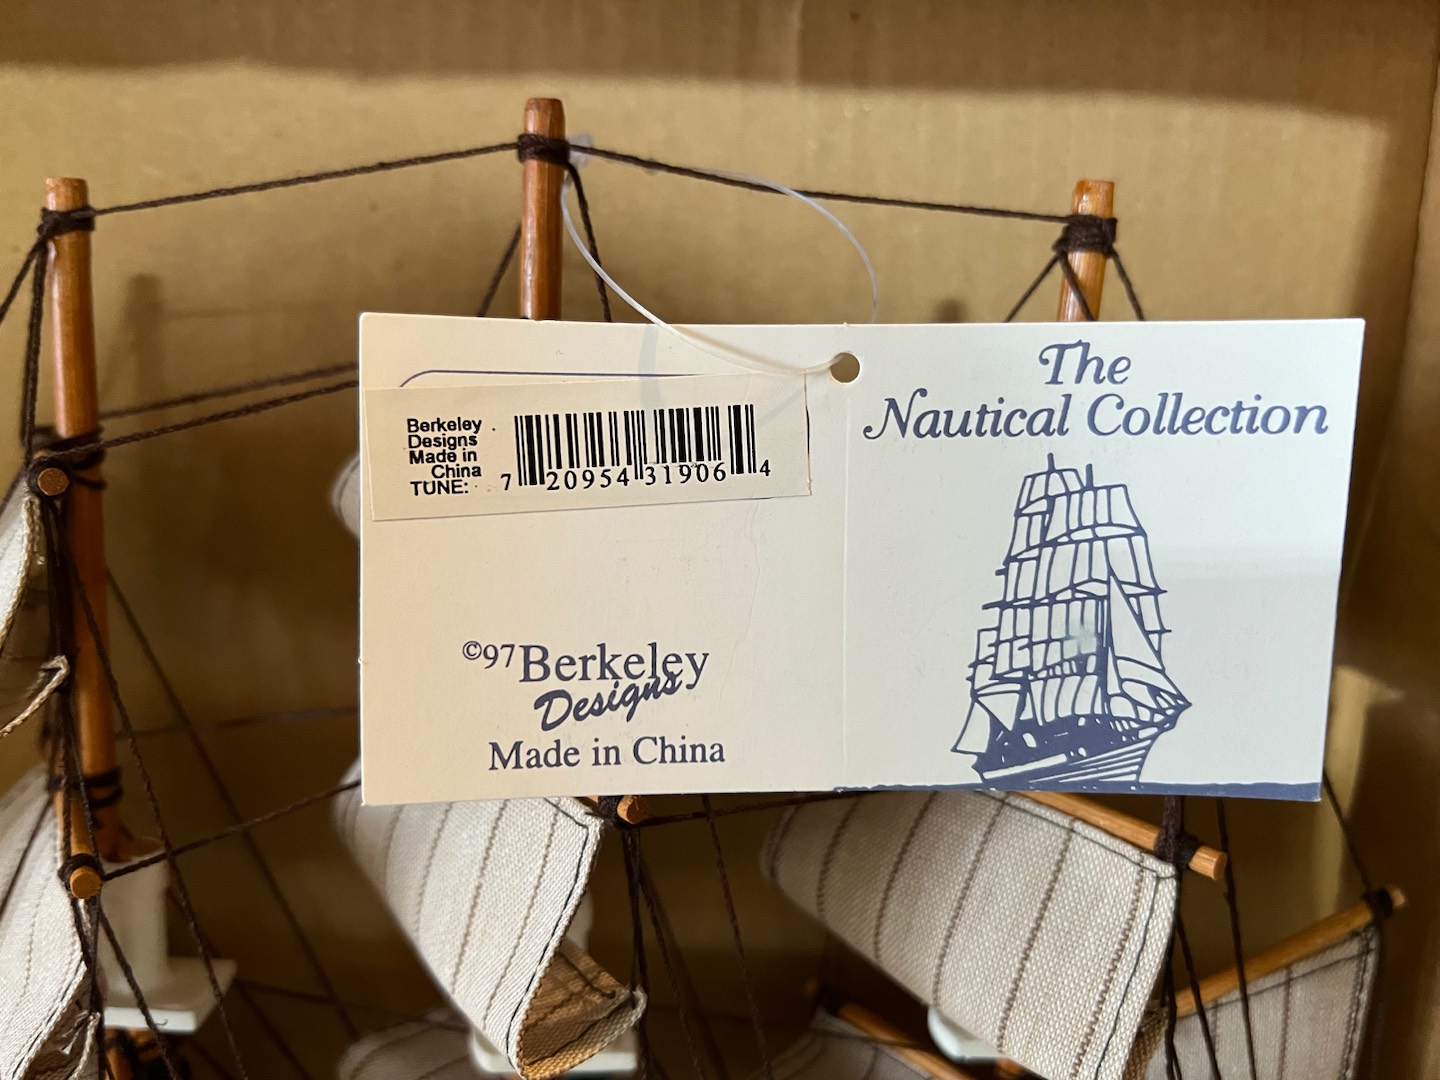 Berkeley
Designs
Made in
China
TUNE:
7 20954 31906 4
©97 Berkeley
Designs
Made in China
The
Nautical Collection